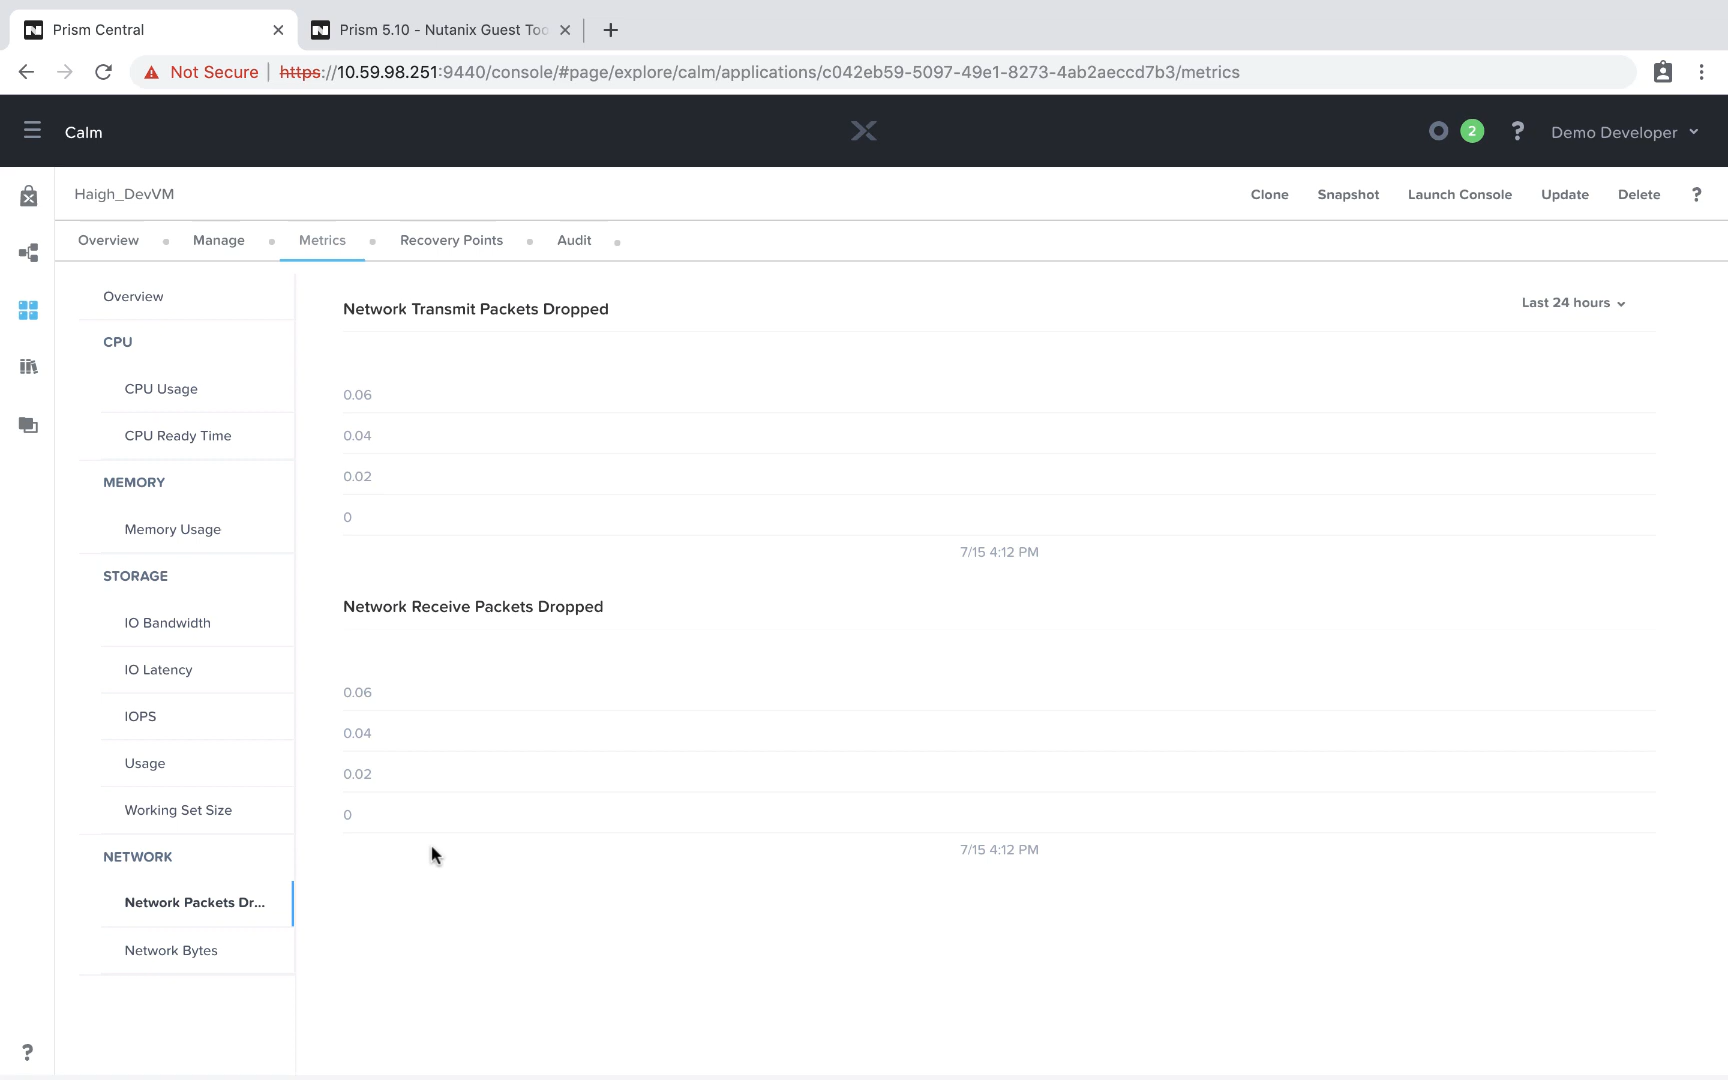 Prism Central
Prism 5.10 - Nutanix Guest Too
Not Secure
https://10.59.98.251:9440/console/#page/explore/calm/applications/c042eb59-5097-49e1-8273-4ab2aeccd7b3/metrics
Calm
2
?
Demo Developer
Haigh_DevVM
Clone
Snapshot
Launch Console
Update
Delete
?
Overview
Manage
Metrics
Recovery Points
Audit
Overview
CPU
CPU Usage
CPU Ready Time
MEMORY
Memory Usage
STORAGE
IO Bandwidth
IO Latency
IOPS
Usage
Working Set Size
NETWORK
Network Packets Dr...
Network Bytes
?
Network Transmit Packets Dropped
Last 24 hours
0.06
0.04
0.02
0
7/15 4:12 PM
Network Receive Packets Dropped
0.06
0.04
0.02
0
7/15 4:12 PM